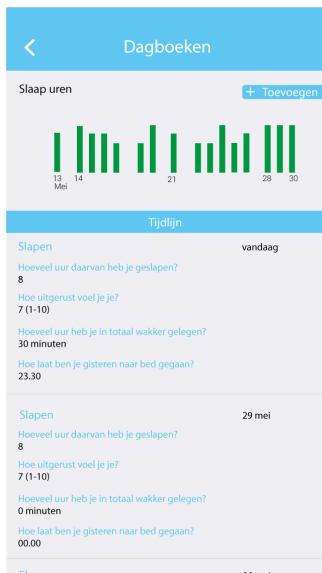 Dagboeken
Slaap uren
+ Toevoegen
13 14 21 28 30
Mei
Tijdlijn
Slapen vandaag
Hoeveel uur daarvan heb je geslapen?
8
Hoe uitgerust voel je je?
7 (1-10)
Hoeveel uur heb je in totaal wakker gelegen?
30 minuten
Hoe laat ben je gisteren naar bed gegaan?
23.30
Slapen 29 mei
Hoeveel uur daarvan heb je geslapen?
8
Hoe uitgerust voel je je?
7 (1-10)
Hoeveel uur heb je in totaal wakker gelegen?
0 minuten
Hoe laat ben je gisteren naar bed gegaan?
00.00